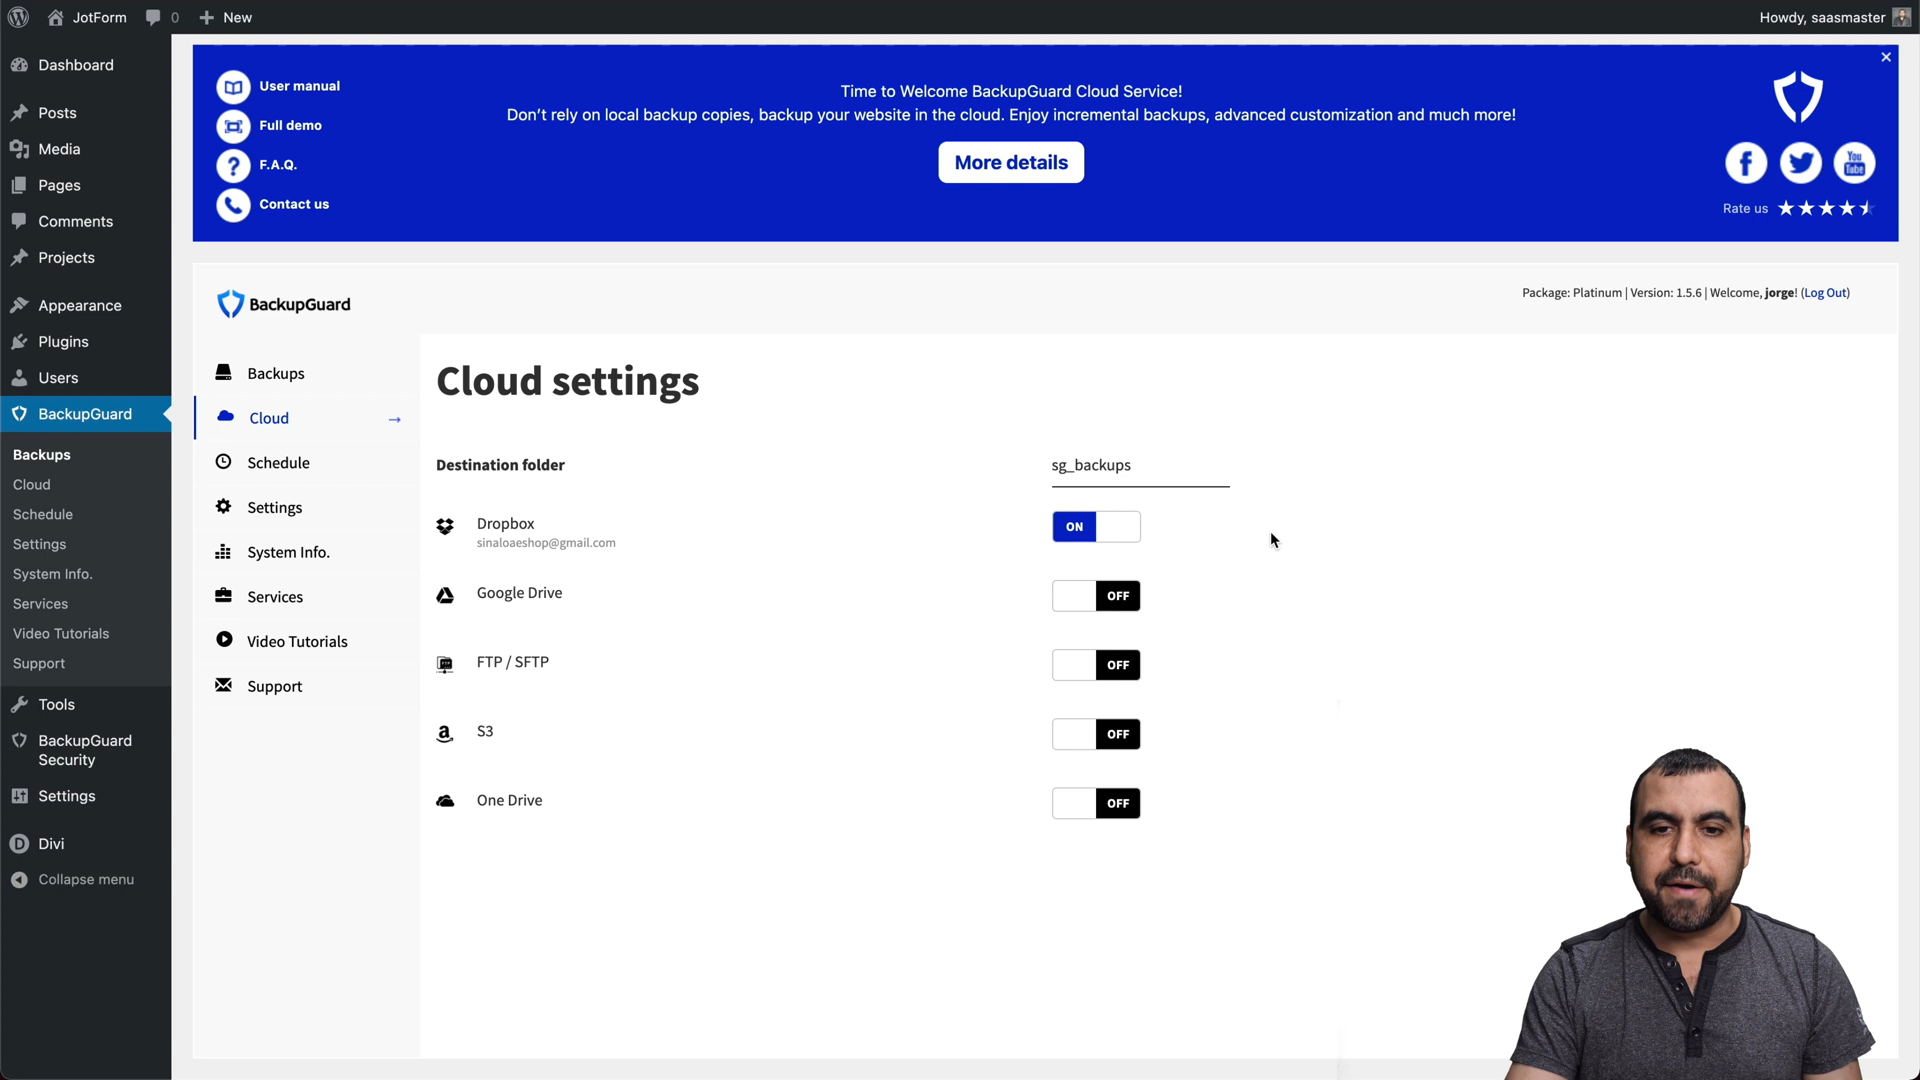 JotForm
0
New
Howdy, saasmaster
Dashboard
Posts
Media
Pages
Comments
Projects
Appearance
Plugins
Users
BackupGuard
Backups
Cloud
Schedule
Settings
System Info.
Services
Video Tutorials
Support
Tools
BackupGuard
Security
Settings
Divi
Collapse menu
User manual
Full demo
F.A.Q.
Contact us
Time to Welcome BackupGuard Cloud Service!
Don't rely on local backup copies, backup your website in the cloud. Enjoy incremental backups, advanced customization and much more!
More details
You
Tube
Rate us
BackupGuard
Package: Platinum | Version: 1.5.6 | Welcome, jorge! (Log Out)
Backups
Cloud
Schedule
Settings
System Info.
Services
Video Tutorials
Support
Cloud settings
Destination folder
sg_backups
Dropbox
sinaloaeshop@gmail.com
ON
Google Drive
OFF
FTP / SFTP
OFF
S3
OFF
One Drive
OFF